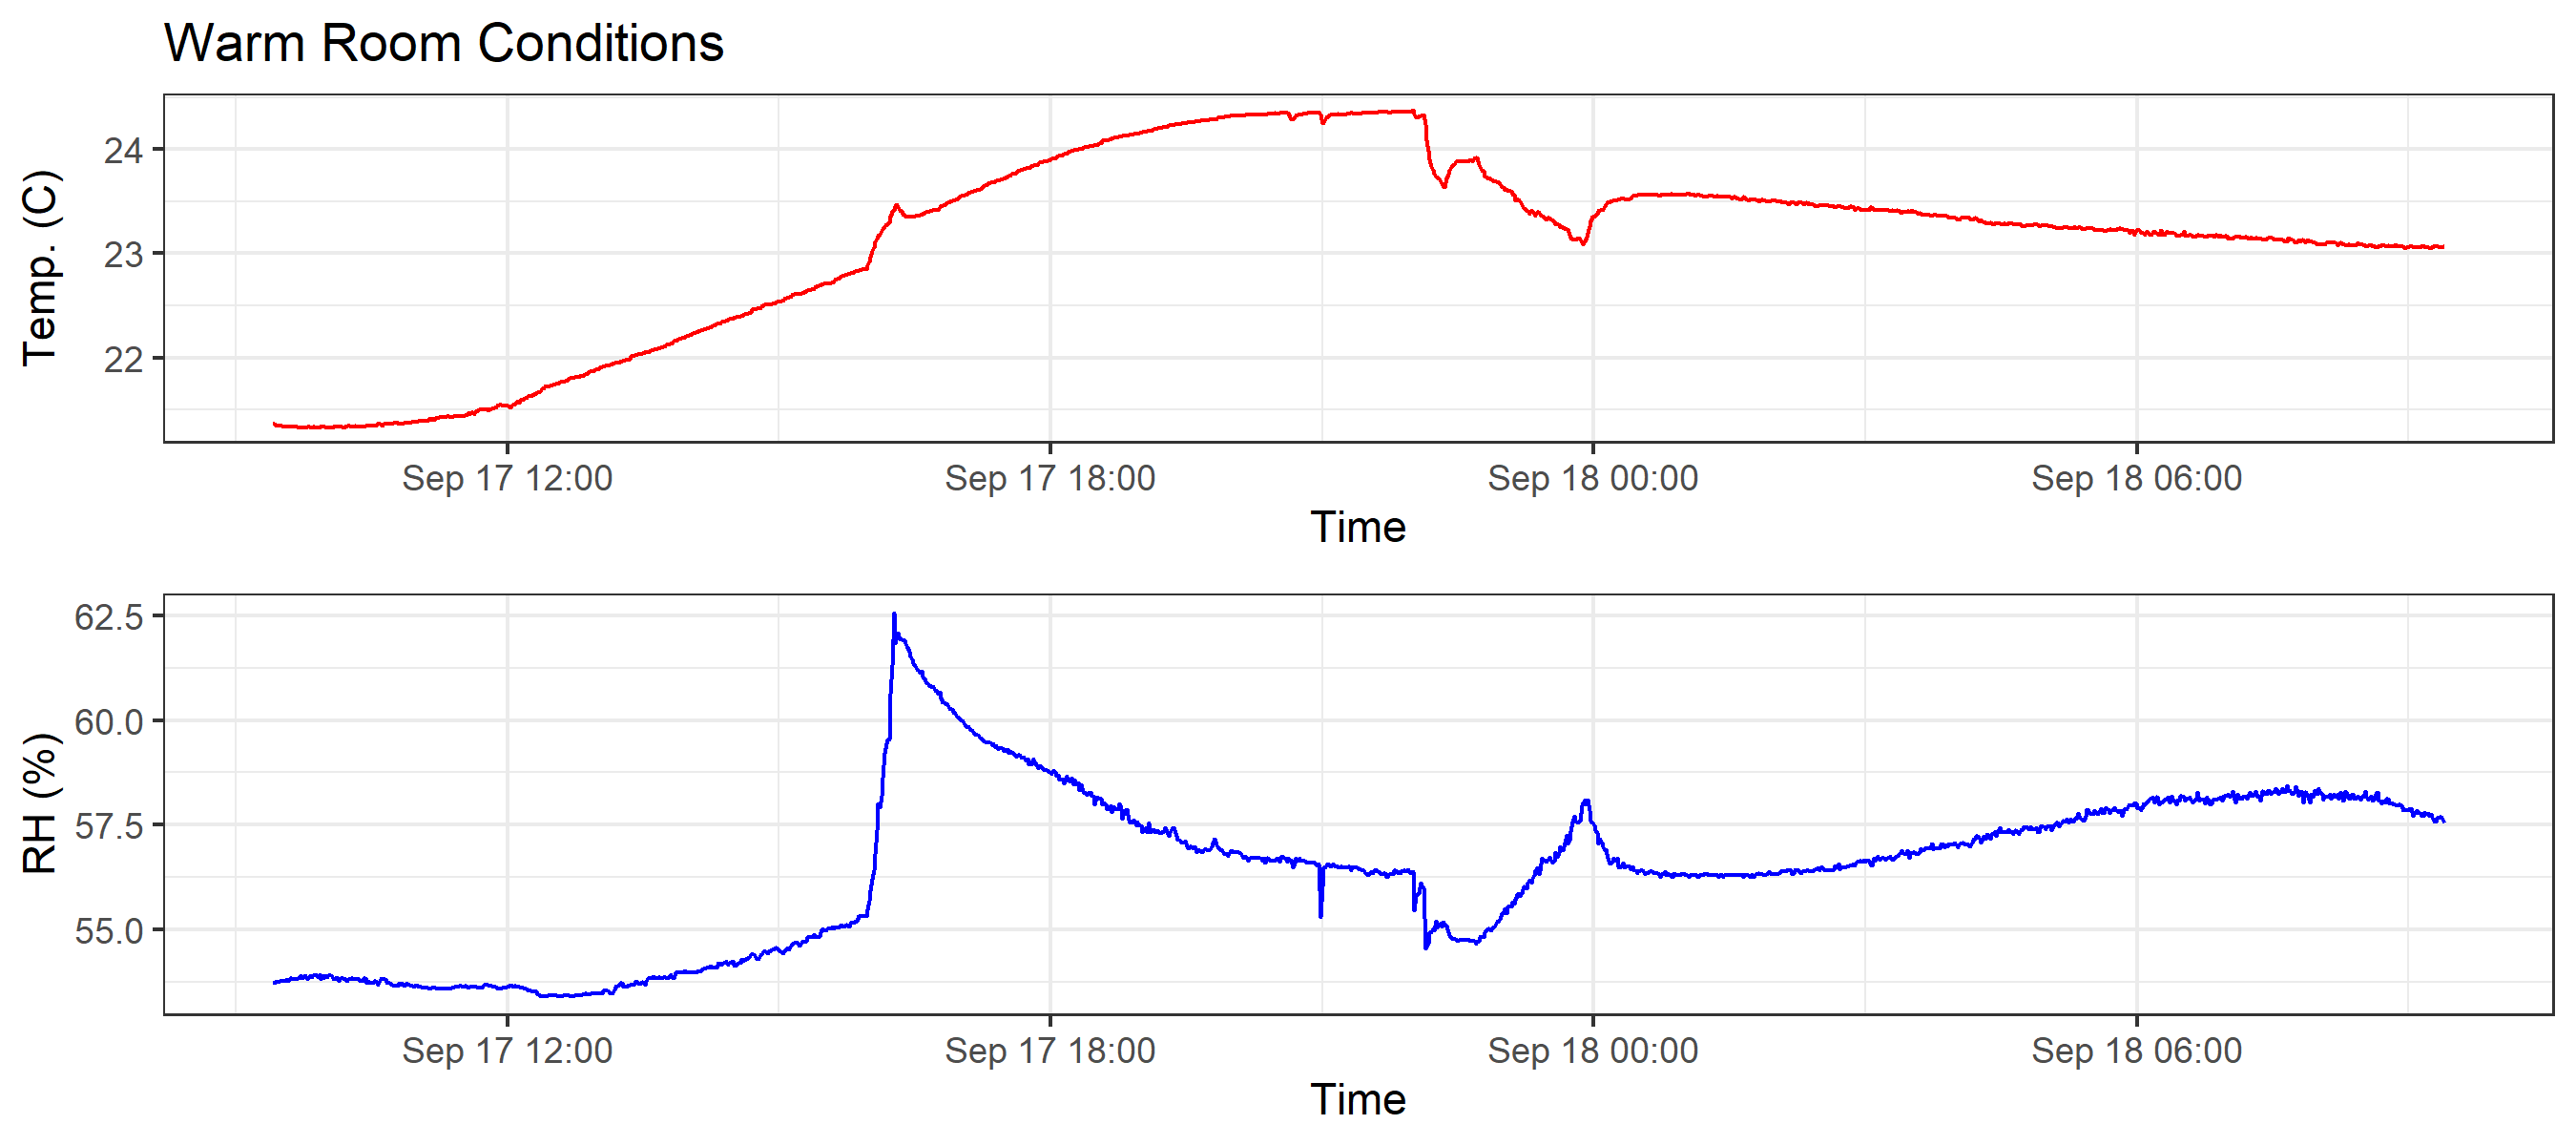 Warm Room Conditions
24
23
22
Temp. (C)
Sep 17 12:00 Sep 17 18:00 Sep 18 00:00 Sep 18 06:00
Time
62.5
60.0
57.5
55.0
RH (%)
Sep 17 12:00 Sep 17 18:00 Sep 18 00:00 Sep 18 06:00
Time